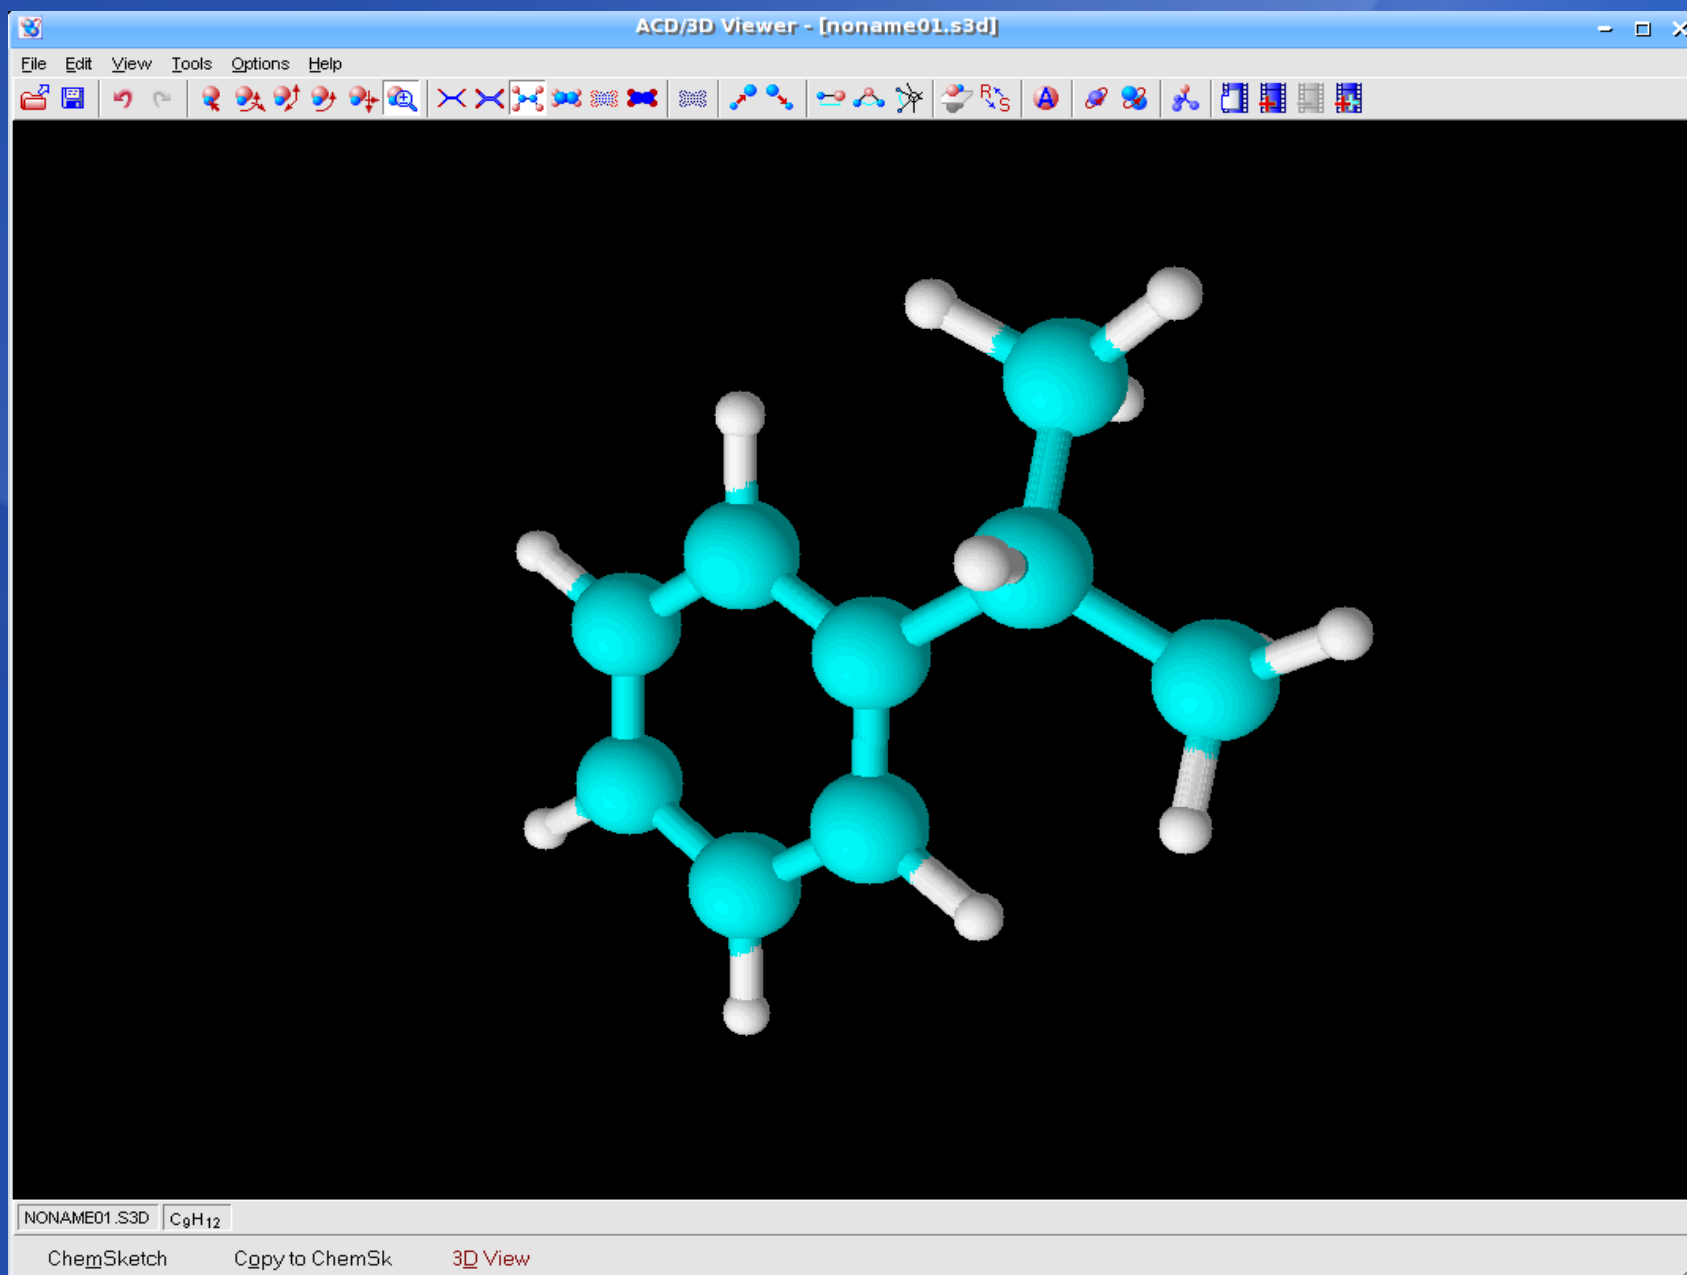 ACD/3D Viewer - [noname01.s3d]
File Edit View Tools Options Help
R S A
NONAME01.S3D C9H12
ChemSketch Copy to ChemSk 3D View